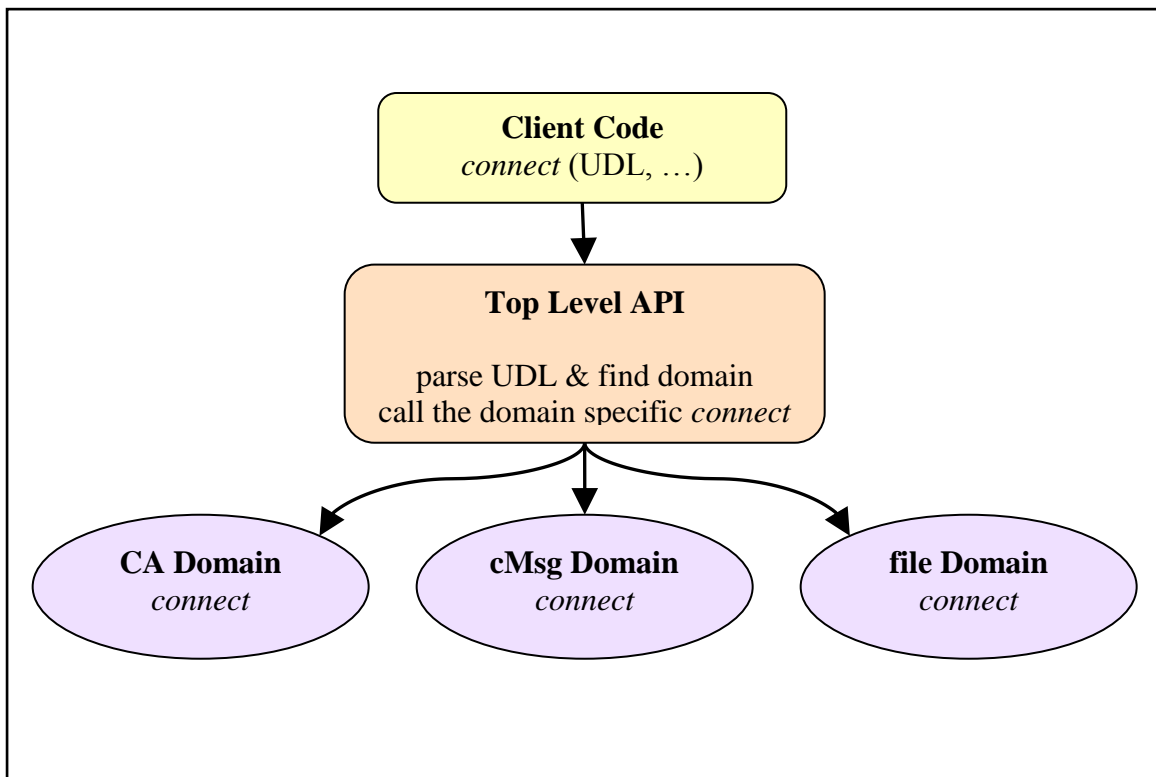 Client Code
connect (UDL, …)
Top Level API
parse UDL & find domain
call the domain specific connect
CA Domain
connect
cMsg Domain
connect
file Domain
connect